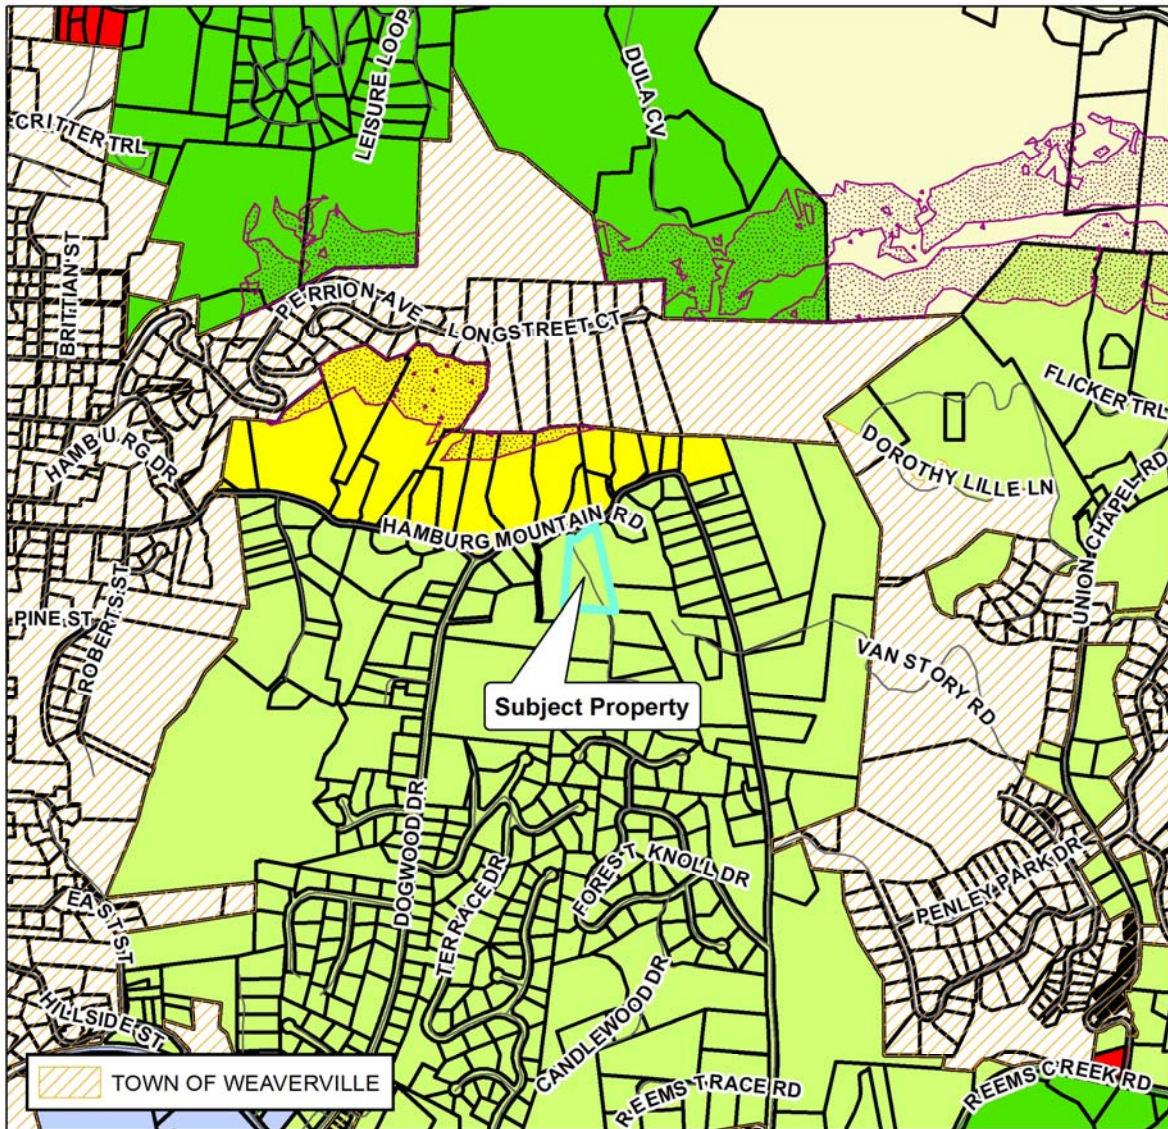 LEISURE LOOP
DULA CV
CRITTER TRL
BRITTIAN ST
PERRION AVE
LONGSTREET CT
FLICKER TRL
HAMBURG DR
DOROTHY LILLE LN
UNION CHAPEL RD
HAMBURG MOUNTAIN RD
PINE ST
ROBERTS ST
VAN STORY RD
Subject Property
DOGWOOD DR
TERRACE DR
FOREST KNOLL DR
PENLEY PARK DR
EAST ST
HILLSIDE ST
CANDLEWOOD DR
REEMS TRACE RD
REEMS CREEK RD
TOWN OF WEAVERVILLE